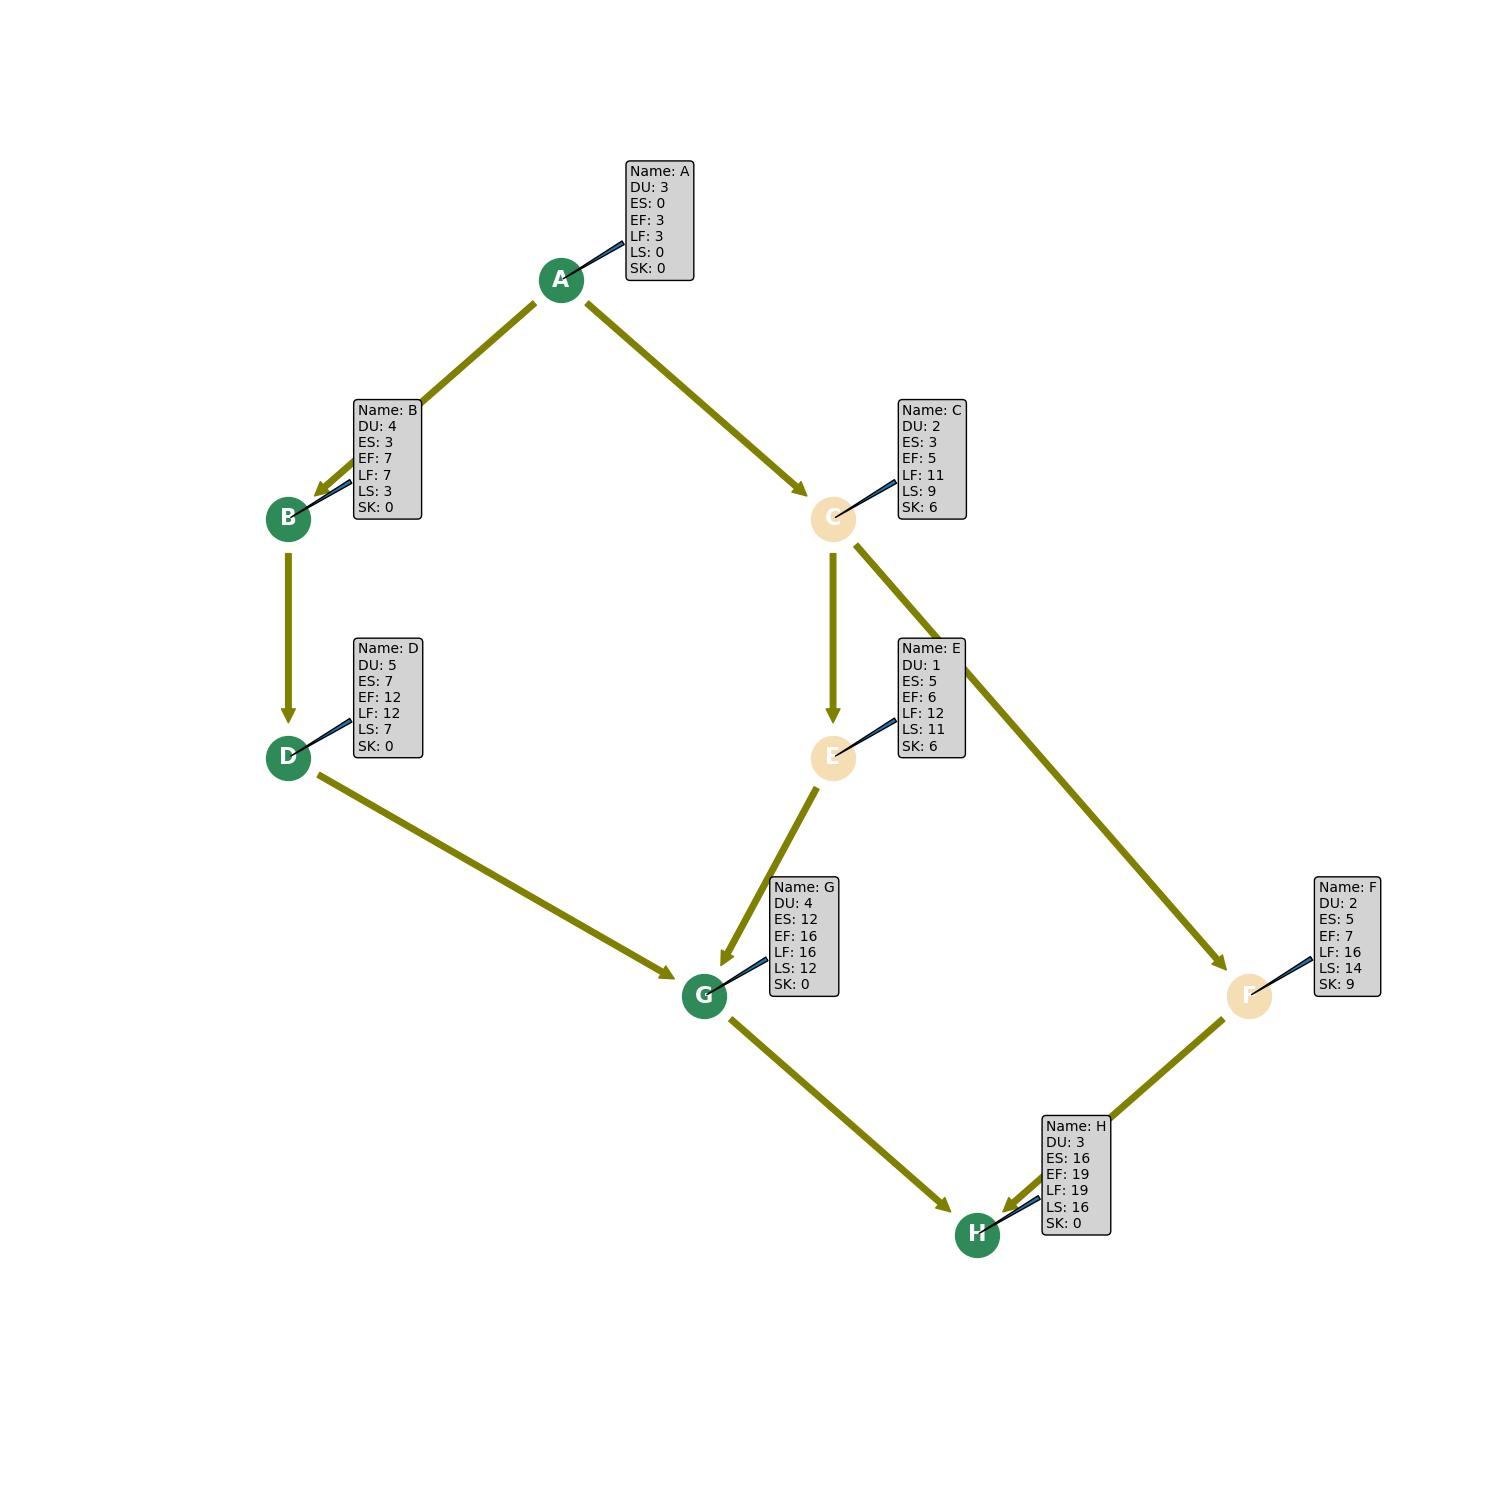 Name: A
DU: 3
ES: 0
EF: 3
LF: 3
LS: 0
SK: 0
A
Name: B
DU: 4
ES: 3
EF: 7
LF: 7
LS: 3
SK: 0
B
Name: C
DU: 2
ES: 3
EF: 5
LF: 11
LS: 9
SK: 6
C
Name: D
DU: 5
ES: 7
EF: 12
LF: 12
LS: 7
SK: 0
D
Name: E
DU: 1
ES: 5
EF: 6
LF: 12
LS: 11
SK: 6
E
Name: G
DU: 4
ES: 12
EF: 16
LF: 16
LS: 12
SK: 0
G
Name: F
DU: 2
ES: 5
EF: 7
LF: 16
LS: 14
SK: 9
F
Name: H
DU: 3
ES: 16
EF: 19
LF: 19
LS: 16
SK: 0
H